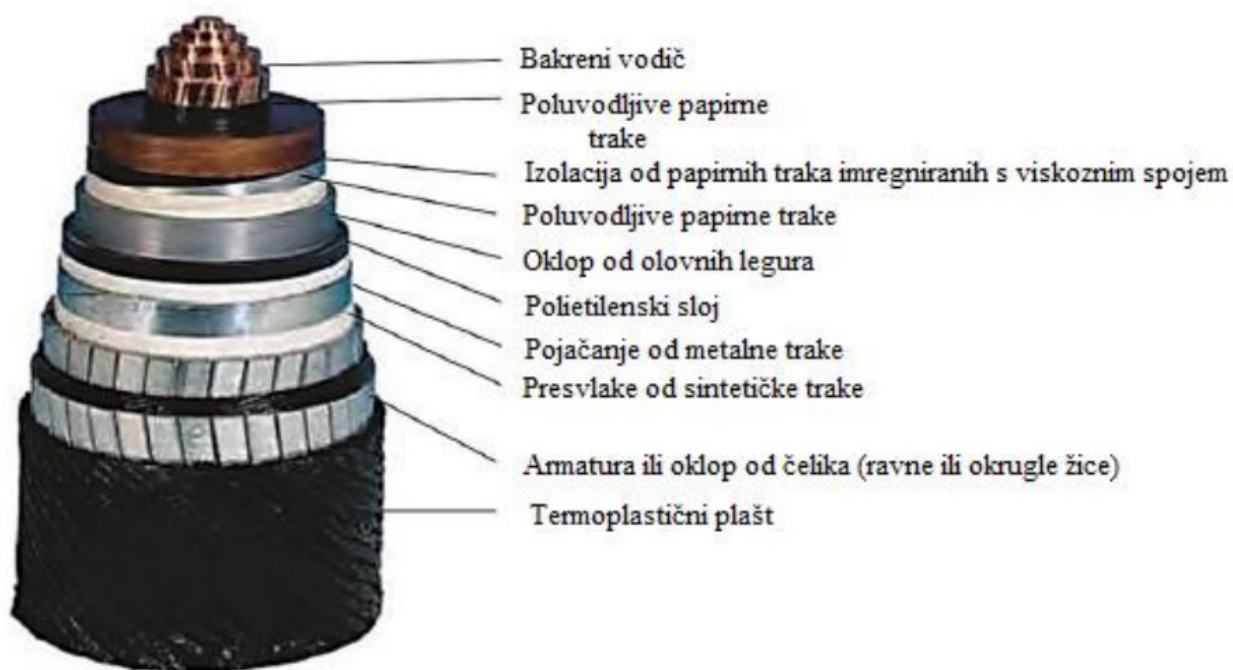 Bakreni vodič
Poluvodljive papirne
trake
Izolacija od papirnih traka imregniranih s viskoznim spojem
Poluvodljive papirne trake
Oklop od olovnih legura
Polietilenski sloj
Pojačanje od metalne trake
Presvlake od sintetičke trake
Armatura ili oklop od čelika (ravne ili okrugle žice)
Termoplastični plašt